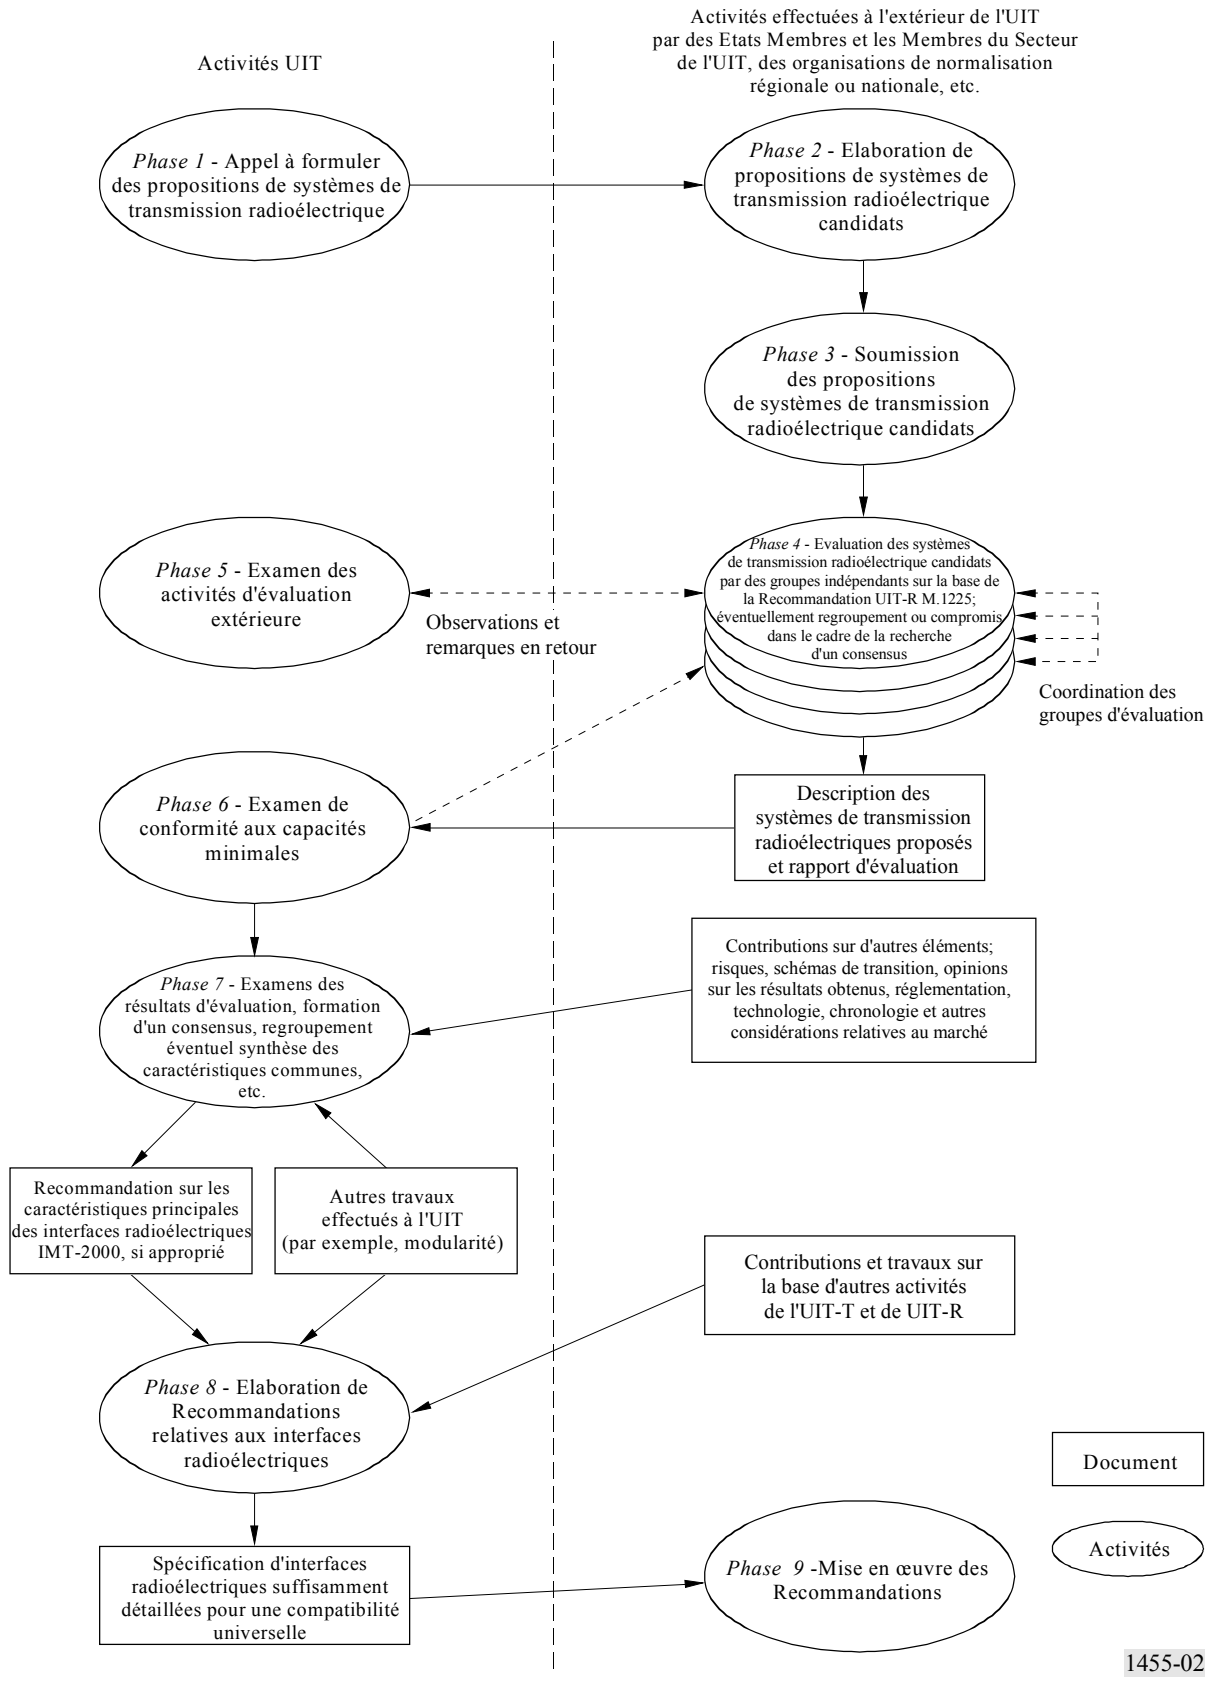 Activités effectuées à l'extérieur de l'UIT
par des Etats Membres et les Membres du Secteur
de l'UIT, des organisations de normalisation
régionale ou nationale, etc.
Activités UIT
Phase 1 - Appel à formuler
des propositions de systèmes de
transmission radioélectrique
Phase 2 - Elaboration de
propositions de systèmes de
transmission radioélectrique
candidats
Phase 3 - Soumission
des propositions
de systèmes de transmission
radioélectrique candidats
Phase 4 - Evaluation des systèmes
de transmission radioélectrique candidats
par des groupes indépendants sur la base de
la Recommandation UIT-R M.1225;
éventuellement regroupement ou compromis
dans le cadre de la recherche
d'un consensus
Phase 5 - Examen des
activités d'évaluation
extérieure
Observations et
remarques en retour
Coordination des
groupes d'évaluation
Phase 6 - Examen de
conformité aux capacités
minimales
Description des
systèmes de transmission
radioélectriques proposés
et rapport d'évaluation
Contributions sur d'autres éléments;
risques, schémas de transition, opinions
sur les résultats obtenus, réglementation,
technologie, chronologie et autres
considérations relatives au marché
Phase 7 - Examens des
résultats d'évaluation, formation
d'un consensus, regroupement
éventuel synthèse des
caractéristiques communes,
etc.
Recommandation sur les
caractéristiques principales
des interfaces radioélectriques
IMT-2000, si approprié
Autres travaux
effectués à l'UIT
(par exemple, modularité)
Contributions et travaux sur
la base d'autres activités
de l'UIT-T et de UIT-R
Phase 8 - Elaboration de
Recommandations
relatives aux interfaces
radioélectriques
Document
Activités
Spécification d'interfaces
radioélectriques suffisamment
détaillées pour une compatibilité
universelle
Phase 9 -Mise en œuvre des
Recommandations
1455-02